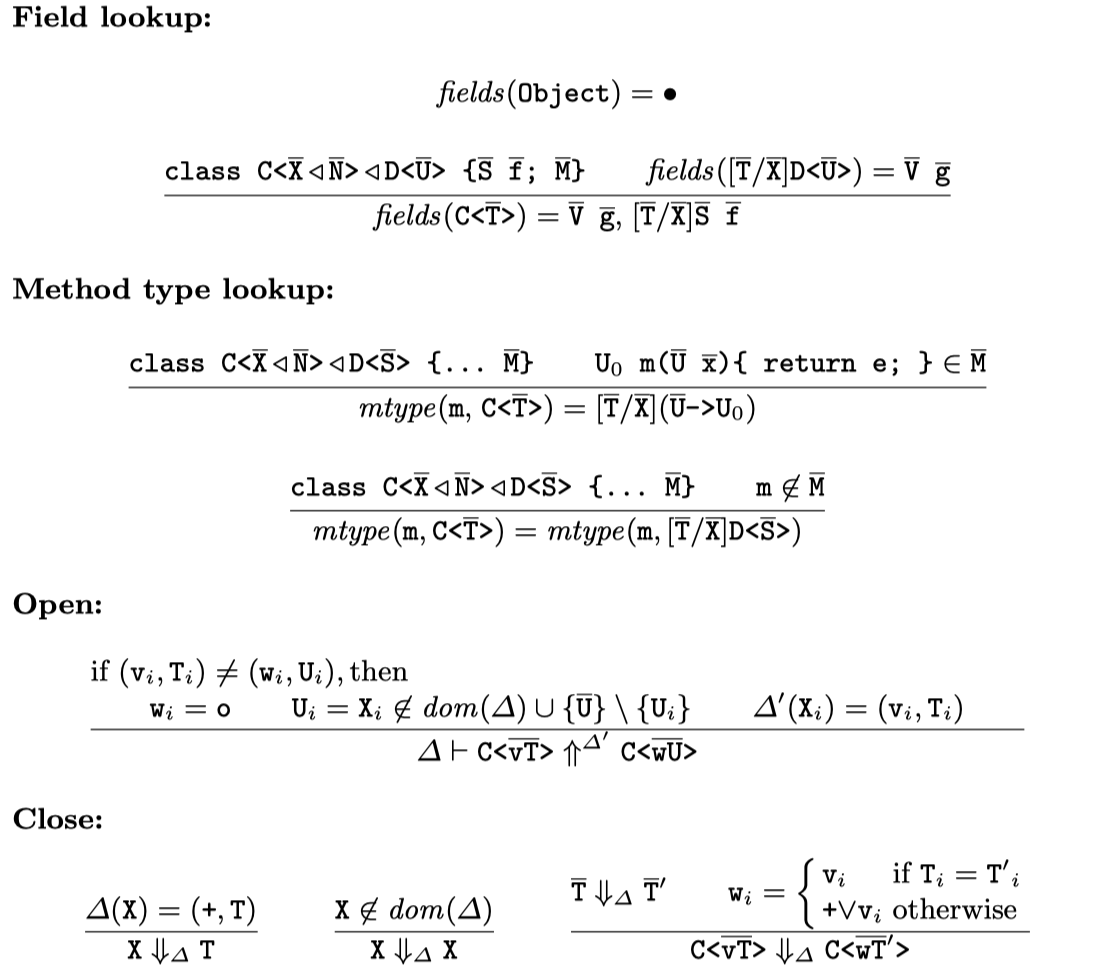 Field lookup:
fields(Object) = •
class C<X̅ ◁ N̅> ◁ D<U̅> {S̅ f̅; M̅}    fields([T̅/X̅]D<U̅>) = V̅ g̅
fields(C<T̅>) = V̅ g̅, [T̅/X̅]S̅ f̅
Method type lookup:
class C<X̅ ◁ N̅> ◁ D<S̅> {... M̅}    U₀ m(U̅ x̅){ return e; } ∈ M̅
mtype(m, C<T̅>) = [T̅/X̅](U̅->U₀)
class C<X̅ ◁ N̅> ◁ D<S̅> {... M̅}    m ∉ M̅
mtype(m, C<T̅>) = mtype(m, [T̅/X̅]D<S̅>)
Open:
if (vᵢ, Tᵢ) ≠ (wᵢ, Uᵢ), then
wᵢ = o    Uᵢ = Xᵢ ∉ dom(Δ) ∪ {U̅} \ {Uᵢ}    Δ′(Xᵢ) = (vᵢ, Tᵢ)
Δ ⊢ C<v̅T̅> ⇑^Δ′ C<w̅U̅>
Close:
Δ(X) = (+, T)    X ∉ dom(Δ)    T̅ ⇓_Δ T̅′    wᵢ = { vᵢ if Tᵢ = T′ᵢ
+∨vᵢ otherwise
X ⇓_Δ T    X ⇓_Δ X    C<v̅T̅> ⇓_Δ C<w̅T̅′>